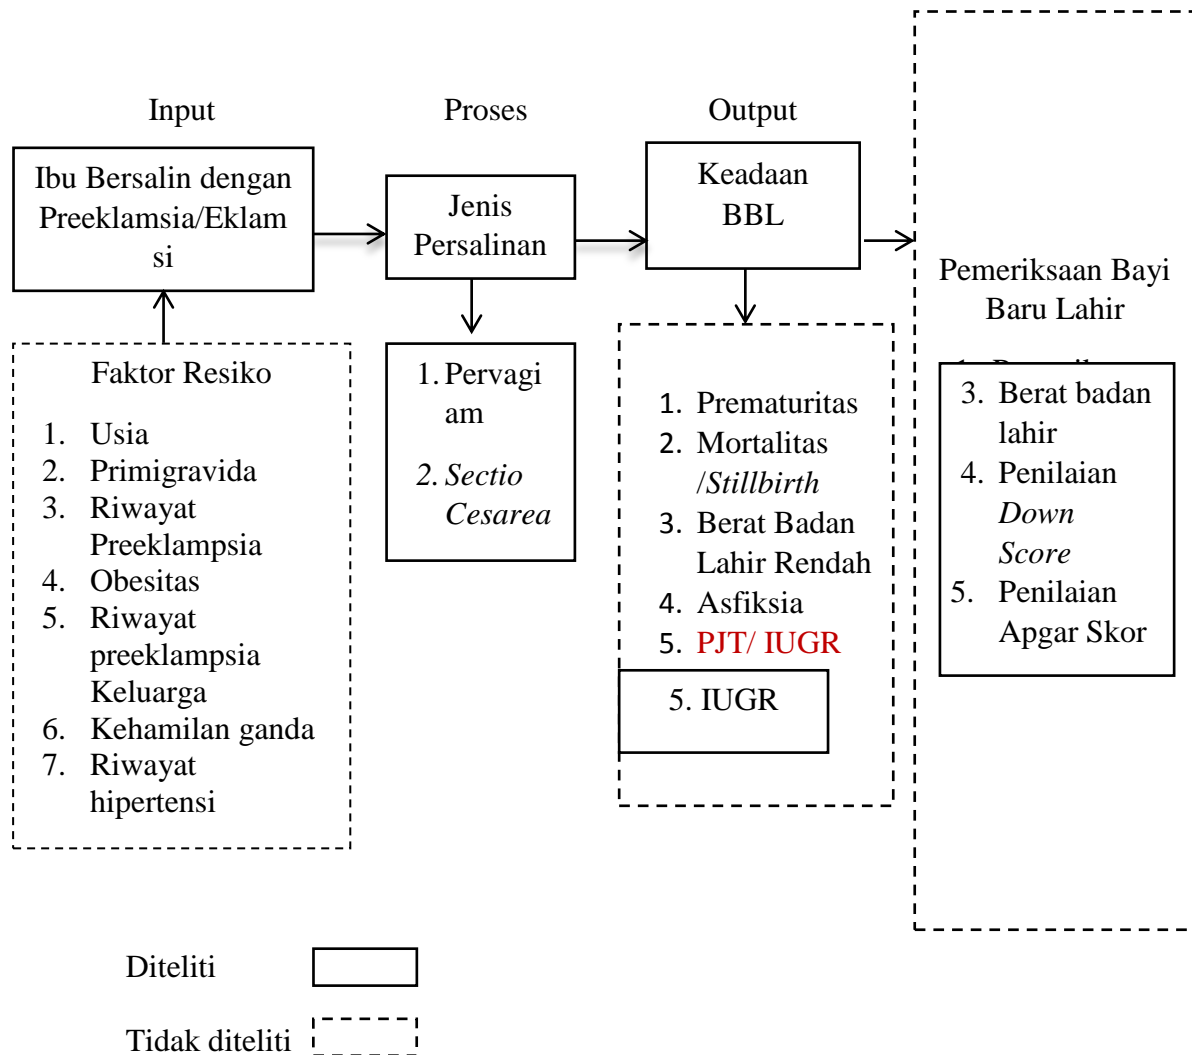 Input
Proses
Output
Ibu Bersalin dengan
Preeklamsia/Eklam
si
Jenis
Persalinan
Keadaan
BBL
Faktor Resiko
1. Usia
2. Primigravida
3. Riwayat
Preeklampsia
4. Obesitas
5. Riwayat
preeklampsia
Keluarga
6. Kehamilan ganda
7. Riwayat
hipertensi
1. Pervagi
am
2. Sectio
Cesarea
1. Prematuritas
2. Mortalitas
/Stillbirth
3. Berat Badan
Lahir Rendah
4. Asfiksia
5. PJT/ IUGR
5. IUGR
Pemeriksaan Bayi
Baru Lahir
3. Berat badan
lahir
4. Penilaian
Down
Score
5. Penilaian
Apgar Skor
Diteliti
Tidak diteliti